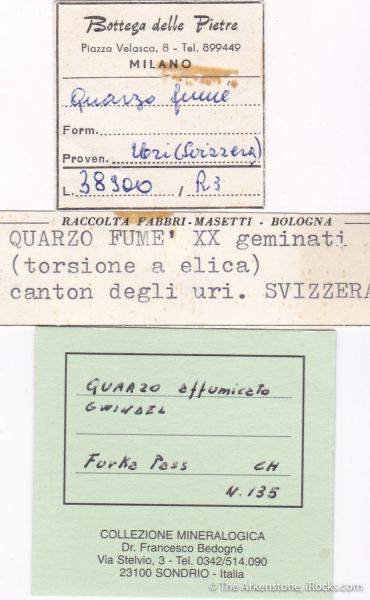 Bottega delle Pietre
Piazza Velasca, 8 - Tel. 899449
MILANO
Quarzo fumé
Form.
Proven. Uri (Svizzera)
L. 38900 / R3
RACCOLTA FABBRI-MASETTI - BOLOGNA
QUARZO FUME' XX geminati
(torsione a elica)
canton degli uri. SVIZZERA
QUARZO affumicato
GWINDEL
Furka Pass CH
N. 135
COLLEZIONE MINERALOGICA
Dr. Francesco Bedogné
Via Stelvio, 3 - Tel. 0342/514.090
23100 SONDRIO - Italia
© The Arkenstone, iRocks.com